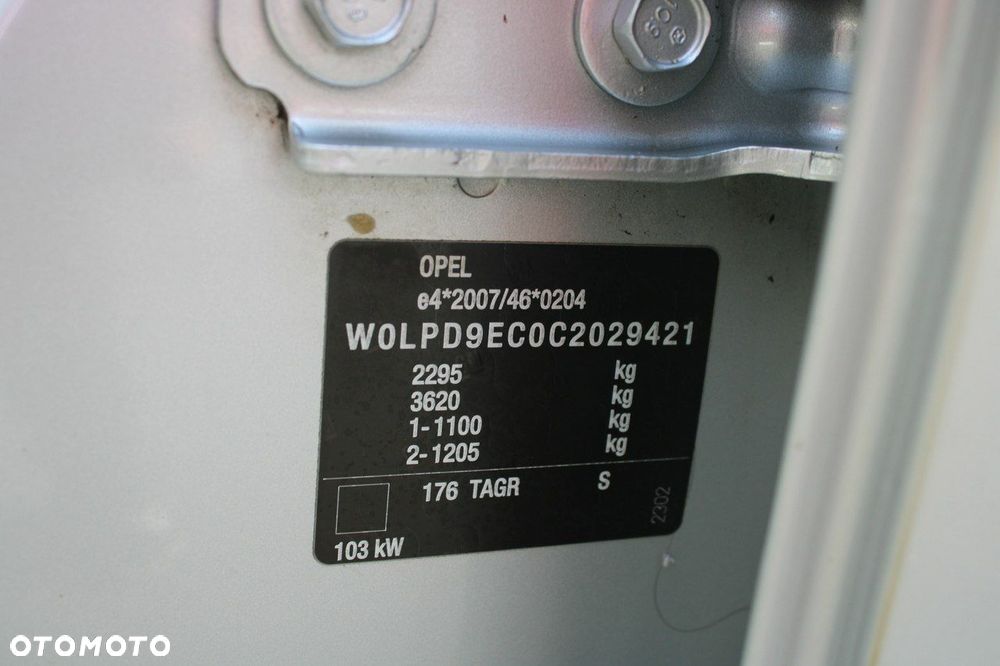 109
OPEL
e4*2007/46*0204
W0LPD9EC0C2029421
2295 kg
3620 kg
1-1100 kg
2-1205 kg
176 TAGR S
2302
103 kW
OTOMOTO